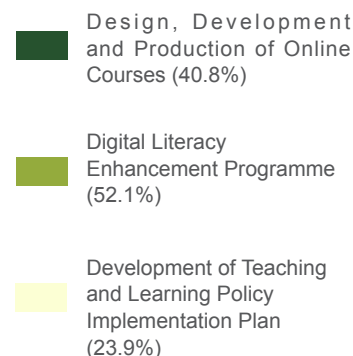 Design, Development
and Production of Online
Courses (40.8%)
Digital Literacy
Enhancement Programme
(52.1%)
Development of Teaching
and Learning Policy
Implementation Plan
(23.9%)